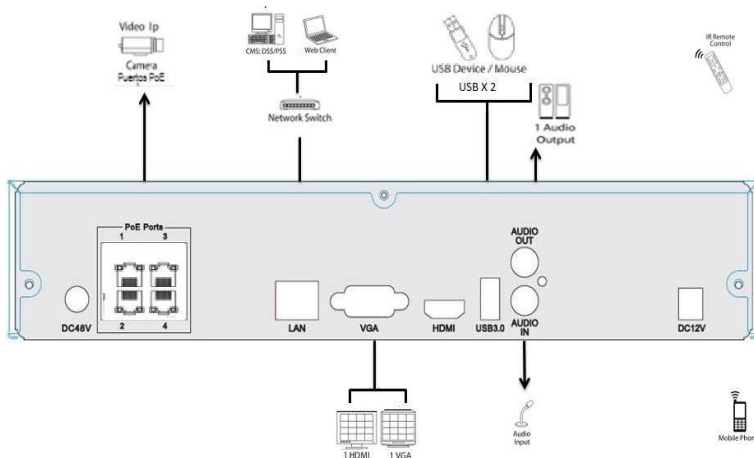 Video Ip
Camera
Puertos PoE
CMS: DSS/PSS
Web Client
Network Switch
USB Device / Mouse
USB X 2
1 Audio
Output
IR Remote
Control
PoE Ports
1 3
2 4
DC48V
LAN
VGA
HDMI
USB3.0
AUDIO
OUT
AUDIO
IN
DC12V
1 HDMI
1 VGA
Audio
Input
Mobile Phon